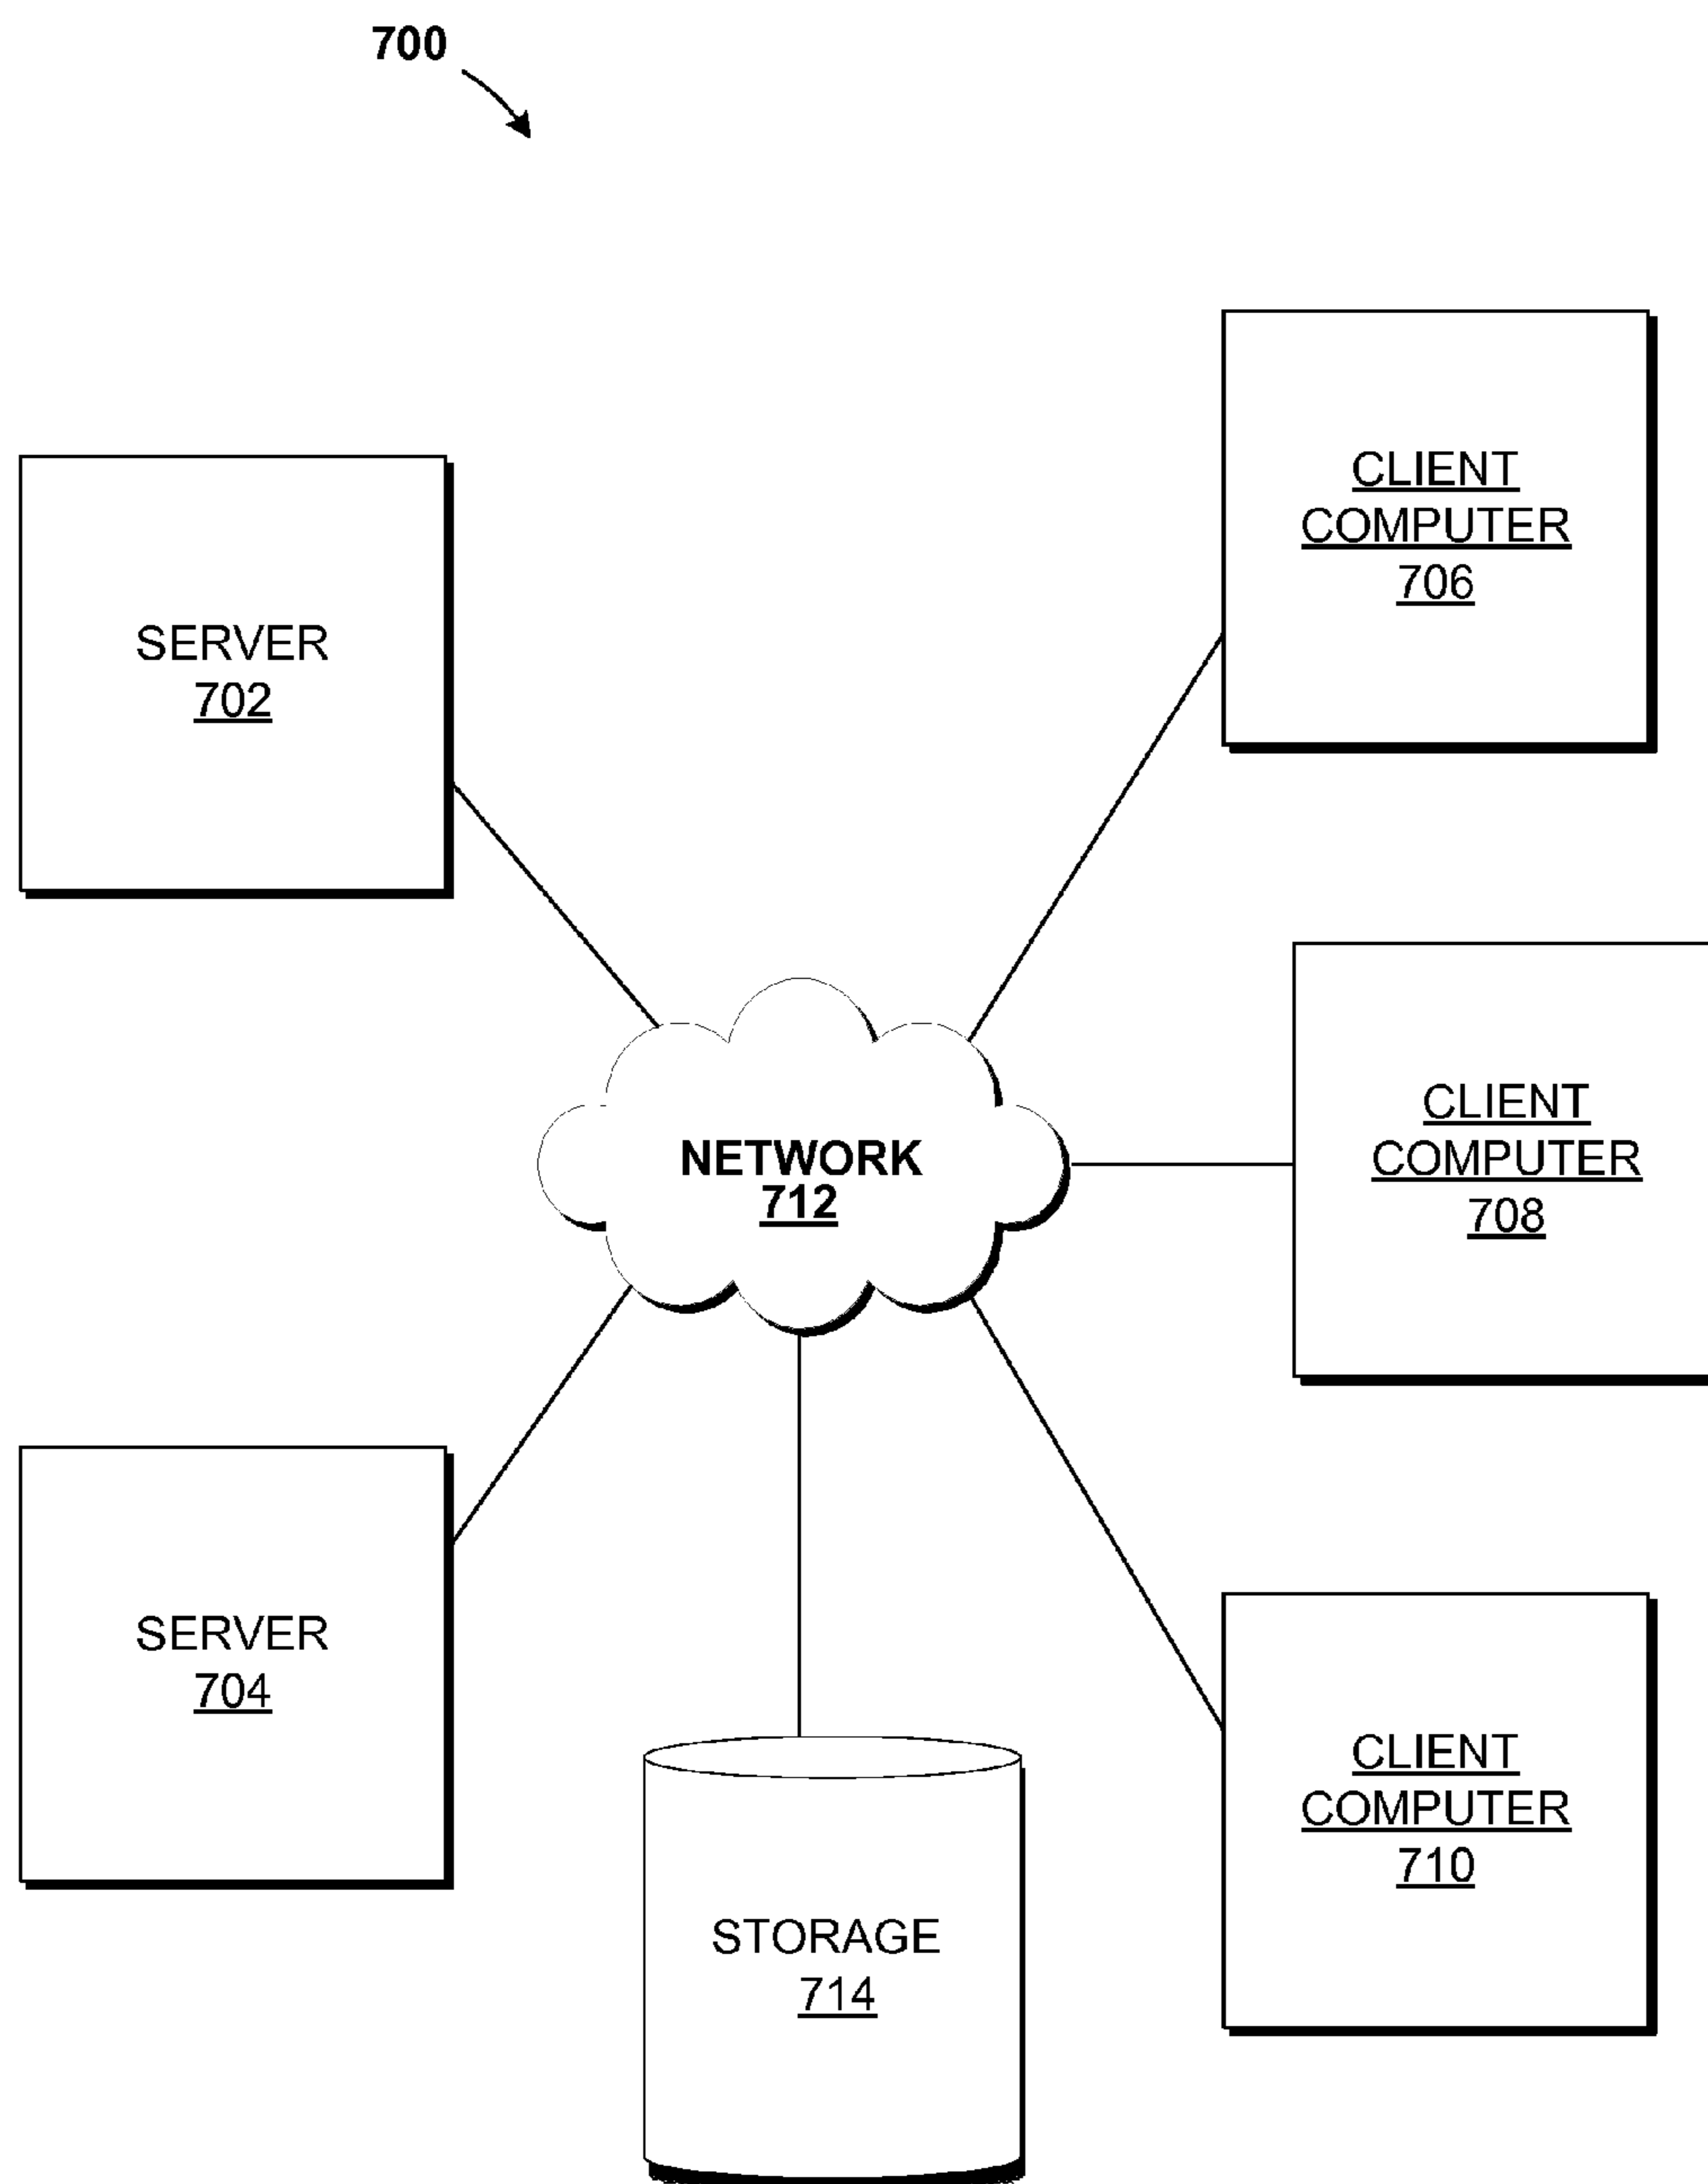 700
SERVER
702
CLIENT
COMPUTER
706
NETWORK
712
CLIENT
COMPUTER
708
SERVER
704
STORAGE
714
CLIENT
COMPUTER
710